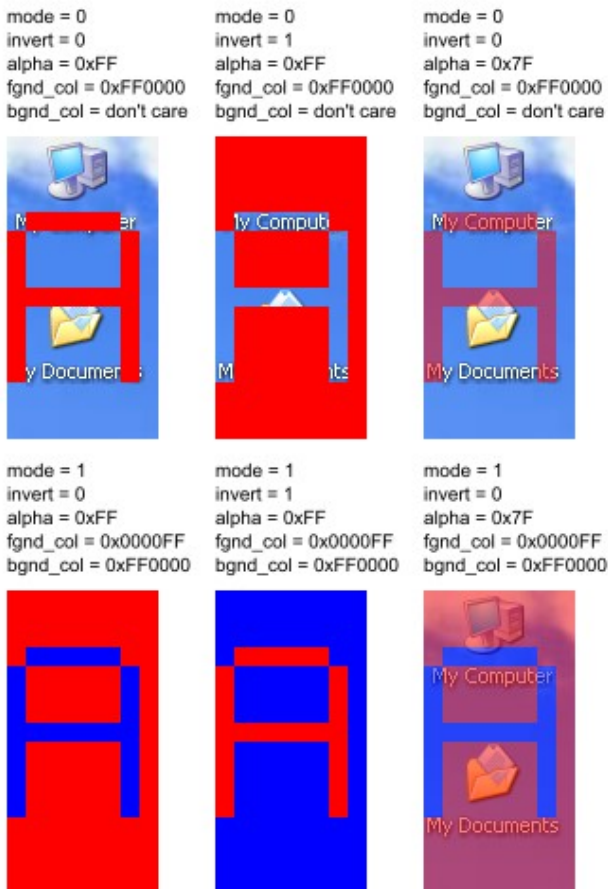 mode = 0
invert = 0
alpha = 0xFF
fgnd_col = 0xFF0000
bgnd_col = don't care
mode = 0
invert = 1
alpha = 0xFF
fgnd_col = 0xFF0000
bgnd_col = don't care
mode = 0
invert = 0
alpha = 0x7F
fgnd_col = 0xFF0000
bgnd_col = don't care
er
y Documen
My Computer
My Documents
mode = 1
invert = 0
alpha = 0xFF
fgnd_col = 0x0000FF
bgnd_col = 0xFF0000
mode = 1
invert = 1
alpha = 0xFF
fgnd_col = 0x0000FF
bgnd_col = 0xFF0000
mode = 1
invert = 0
alpha = 0x7F
fgnd_col = 0x0000FF
bgnd_col = 0xFF0000
My Computer
My Documents